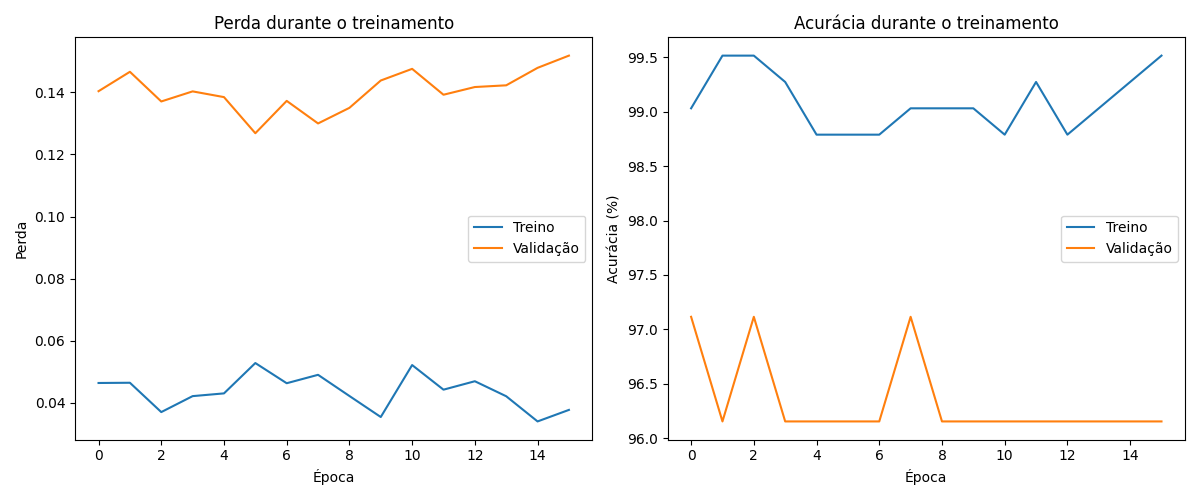 Perda durante o treinamento
Perda
0.14
0.12
0.10
0.08
0.06
0.04
0 2 4 6 8 10 12 14
Época
Treino
Validação
Acurácia durante o treinamento
Acurácia (%)
99.5
99.0
98.5
98.0
97.5
97.0
96.5
96.0
0 2 4 6 8 10 12 14
Época
Treino
Validação